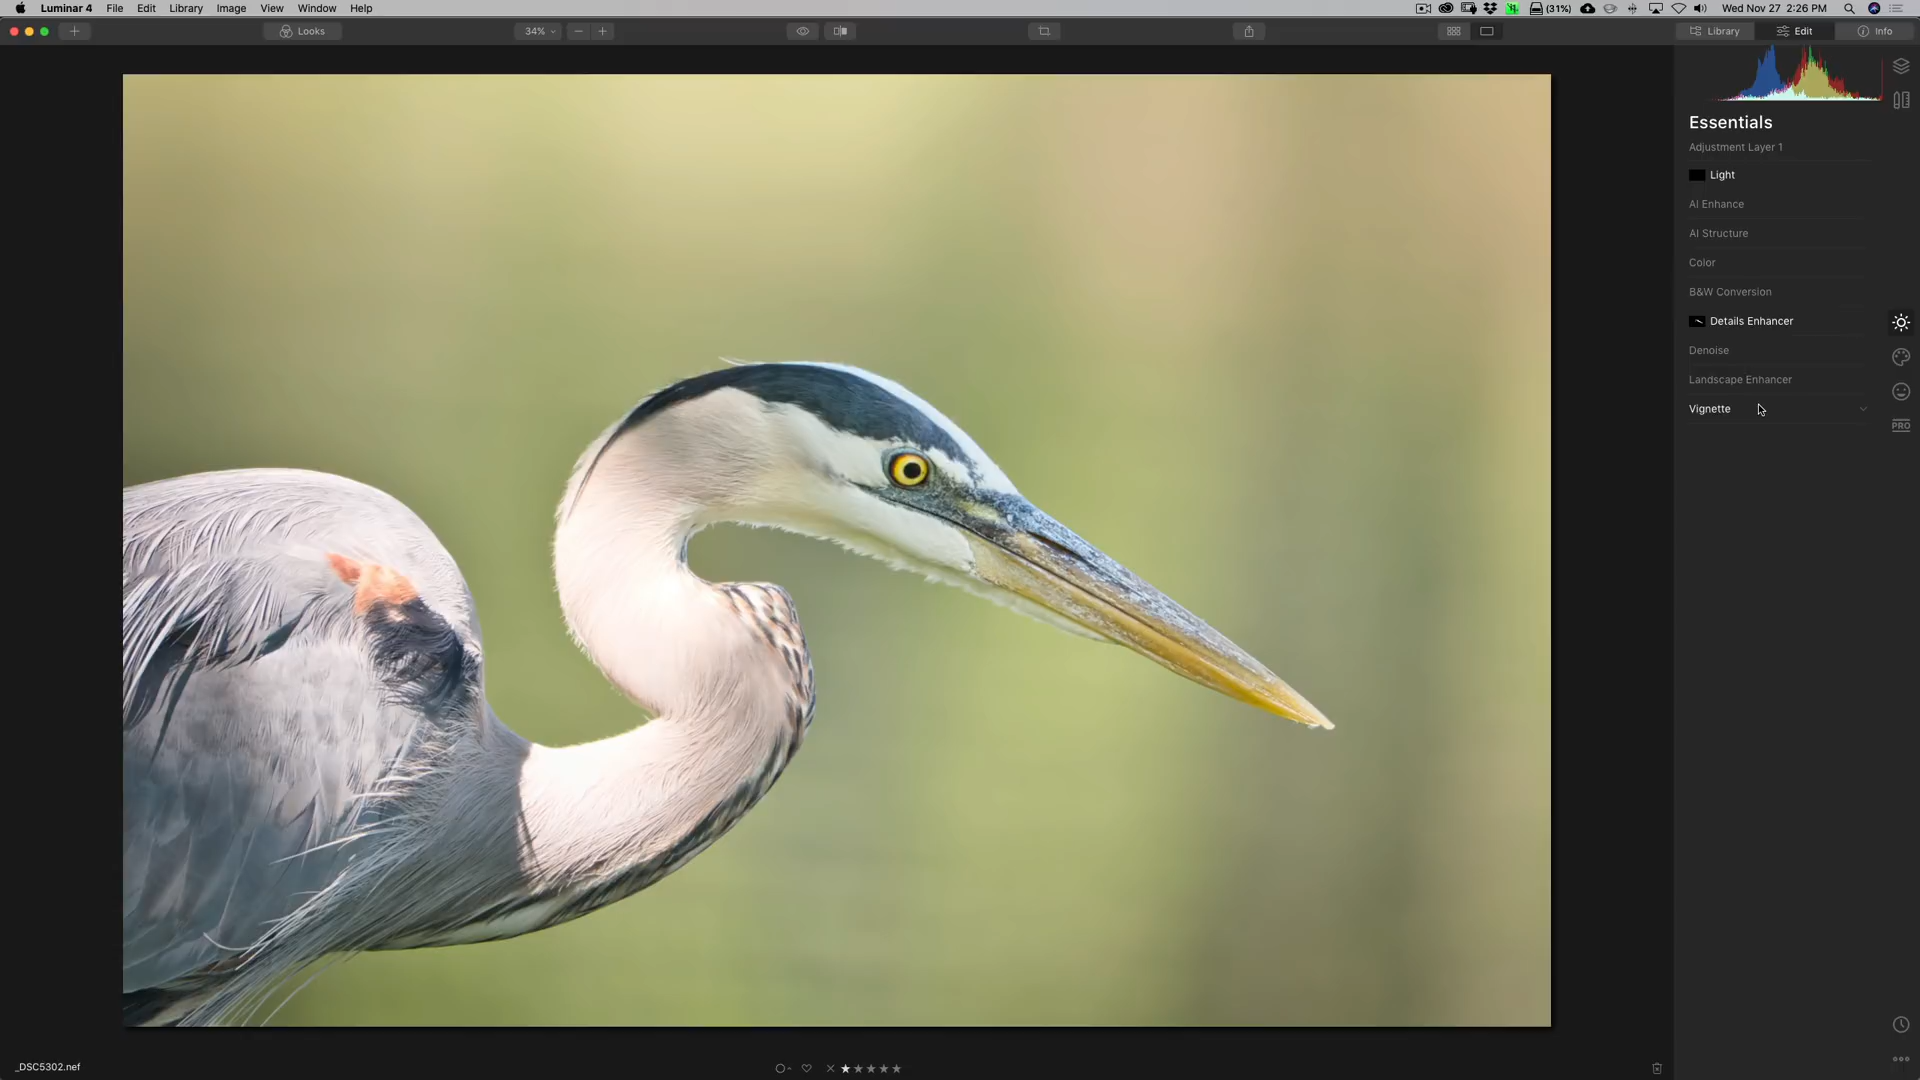 Luminar 4 File Edit Library Image View Window Help (31%) Wed Nov 27 2:26 PM
Looks 34% Library Edit Info
Essentials
Adjustment Layer 1
Light
AI Enhance
AI Structure
Color
B&W Conversion
Details Enhancer
Denoise
Landscape Enhancer
Vignette
PRO
_DSC5302.nef